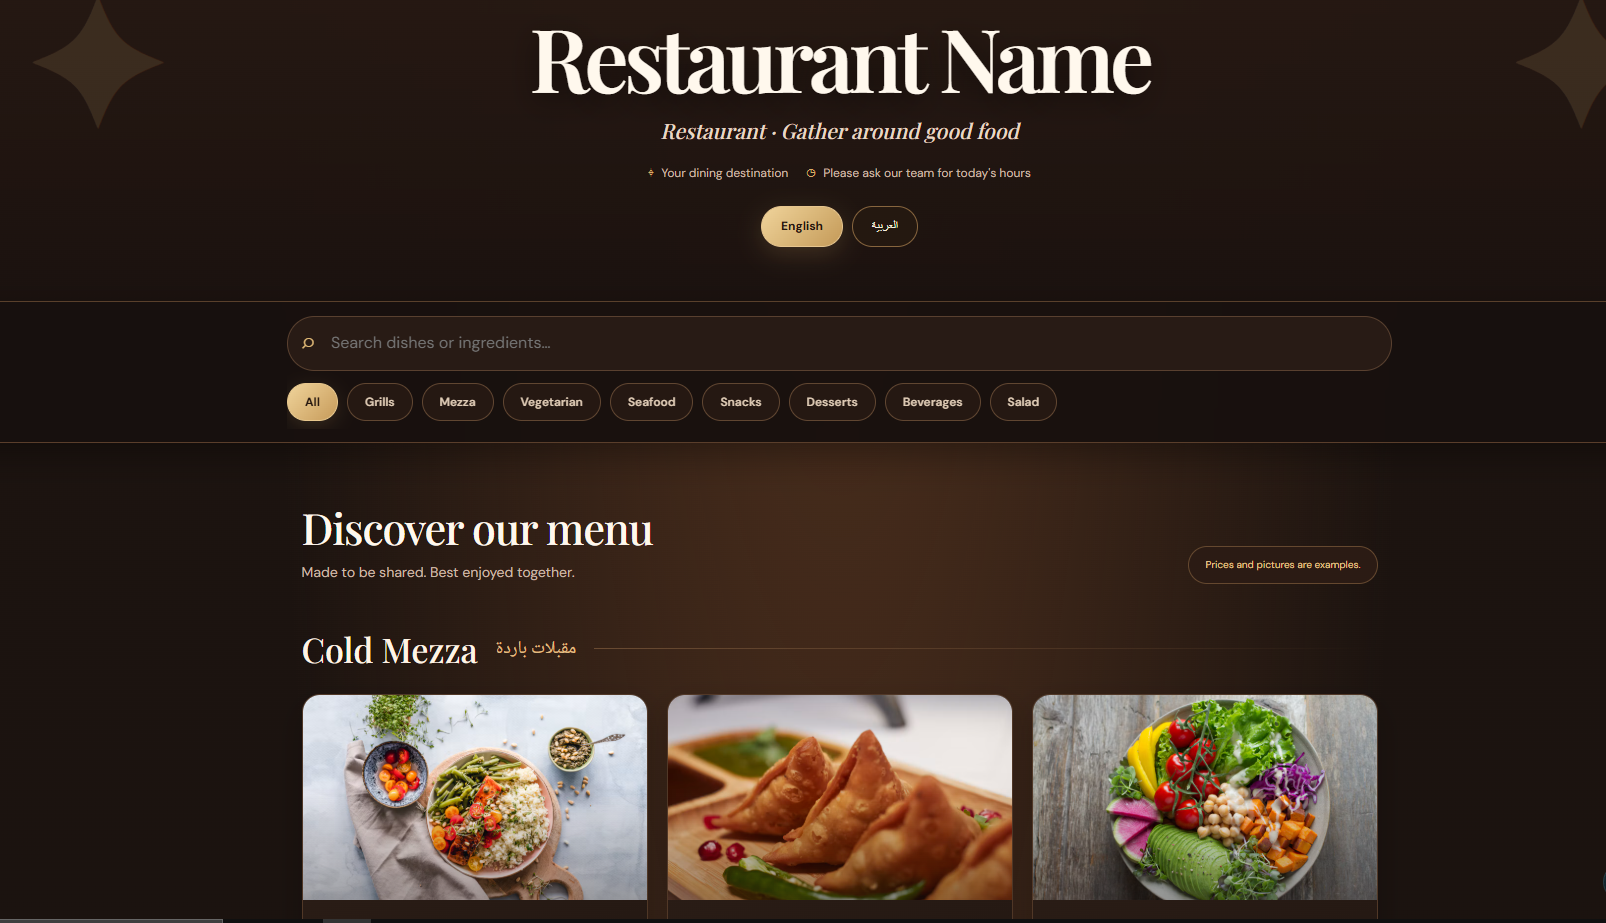 Restaurant Name
Restaurant · Gather around good food
Your dining destination
Please ask our team for today's hours
English
العربية
Search dishes or ingredients...
All
Grills
Mezza
Vegetarian
Seafood
Snacks
Desserts
Beverages
Salad
Discover our menu
Made to be shared. Best enjoyed together.
Prices and pictures are examples.
Cold Mezza
مقبلات باردة